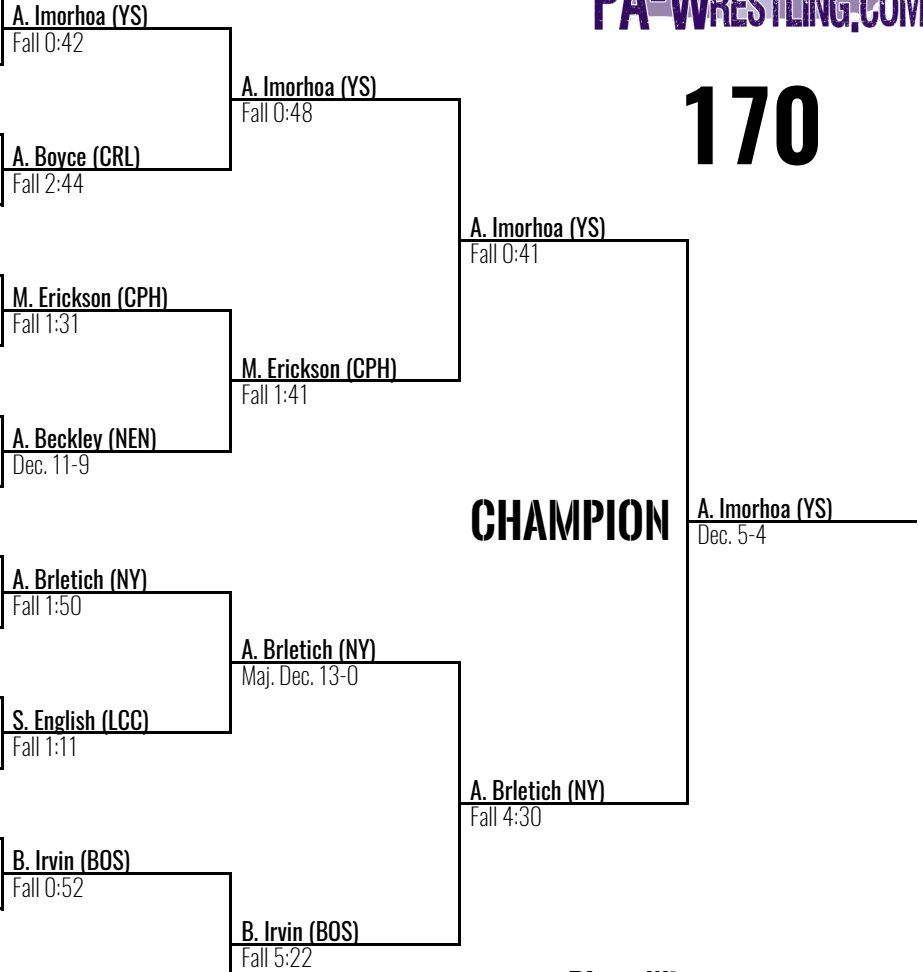 PA-WRESTLING.COM
170
A. Imorhoa (YS)
Fall 0:42
A. Imorhoa (YS)
Fall 0:48
A. Boyce (CRL)
Fall 2:44
A. Imorhoa (YS)
Fall 0:41
M. Erickson (CPH)
Fall 1:31
M. Erickson (CPH)
Fall 1:41
A. Beckley (NEN)
Dec. 11-9
CHAMPION
A. Imorhoa (YS)
Dec. 5-4
A. Brletich (NY)
Fall 1:50
A. Brletich (NY)
Maj. Dec. 13-0
S. English (LCC)
Fall 1:11
A. Brletich (NY)
Fall 4:30
B. Irvin (BOS)
Fall 0:52
B. Irvin (BOS)
Fall 5:22